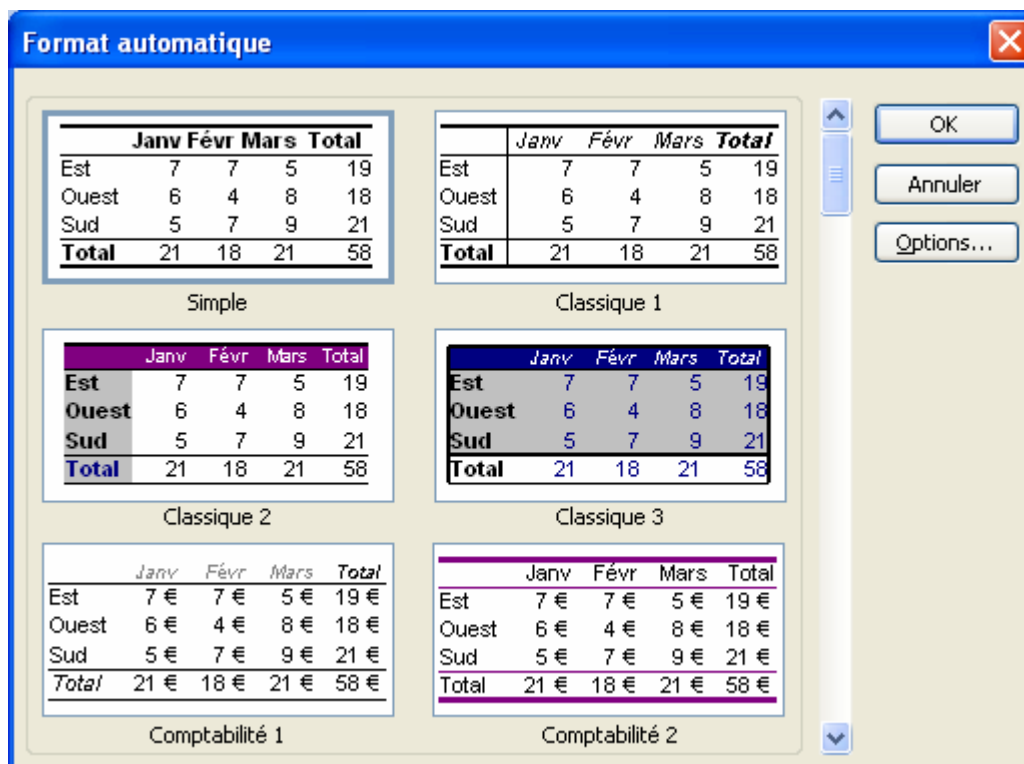 Format automatique
Janv Févr Mars Total
Est 7 7 5 19
Ouest 6 4 8 18
Sud 5 7 9 21
Total 21 18 21 58
Simple
Janv Févr Mars Total
Est 7 7 5 19
Ouest 6 4 8 18
Sud 5 7 9 21
Total 21 18 21 58
Classique 1
OK
Annuler
Options...
Janv Févr Mars Total
Est 7 7 5 19
Ouest 6 4 8 18
Sud 5 7 9 21
Total 21 18 21 58
Classique 2
Janv Févr Mars Total
Est 7 7 5 19
Ouest 6 4 8 18
Sud 5 7 9 21
Total 21 18 21 58
Classique 3
Janv Févr Mars Total
Est 7 € 7 € 5 € 19 €
Ouest 6 € 4 € 8 € 18 €
Sud 5 € 7 € 9 € 21 €
Total 21 € 18 € 21 € 58 €
Comptabilité 1
Janv Févr Mars Total
Est 7 € 7 € 5 € 19 €
Ouest 6 € 4 € 8 € 18 €
Sud 5 € 7 € 9 € 21 €
Total 21 € 18 € 21 € 58 €
Comptabilité 2